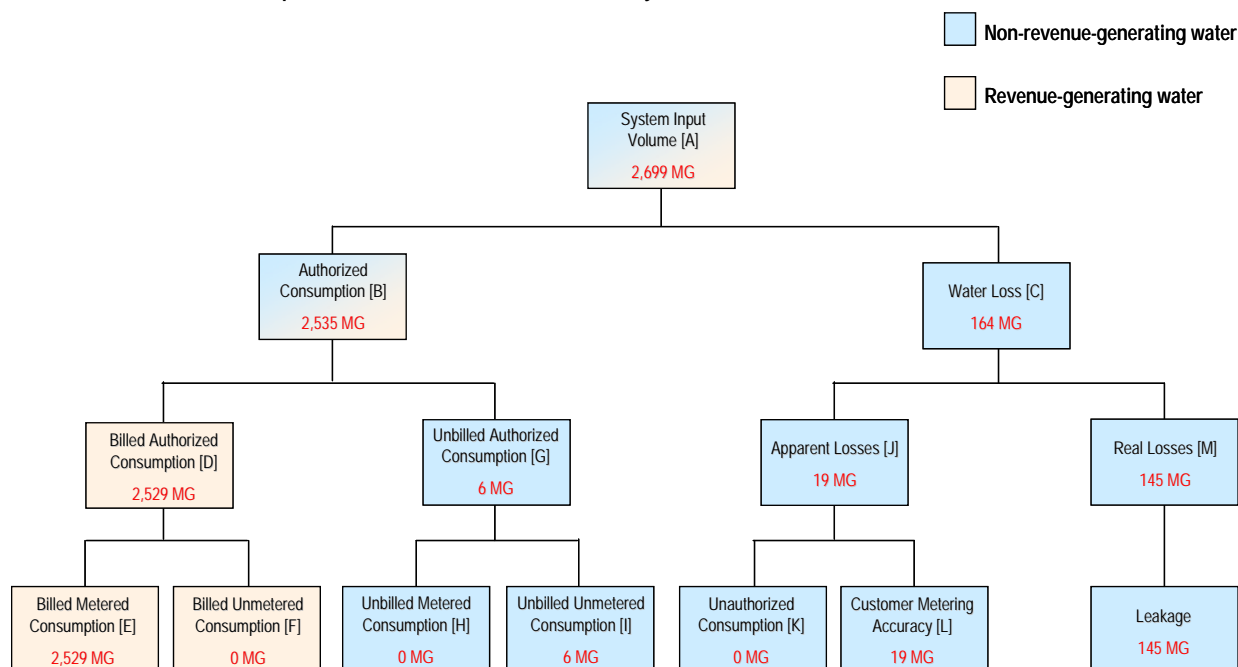 Non-revenue-generating water
Revenue-generating water
System Input
Volume [A]
2,699 MG
Authorized
Consumption [B]
2,535 MG
Water Loss [C]
164 MG
Billed Authorized
Consumption [D]
2,529 MG
Unbilled Authorized
Consumption [G]
6 MG
Apparent Losses [J]
19 MG
Real Losses [M]
145 MG
Billed Metered
Consumption [E]
2,529 MG
Billed Unmetered
Consumption [F]
0 MG
Unbilled Metered
Consumption [H]
0 MG
Unbilled Unmetered
Consumption [I]
6 MG
Unauthorized
Consumption [K]
0 MG
Customer Metering
Accuracy [L]
19 MG
Leakage
145 MG